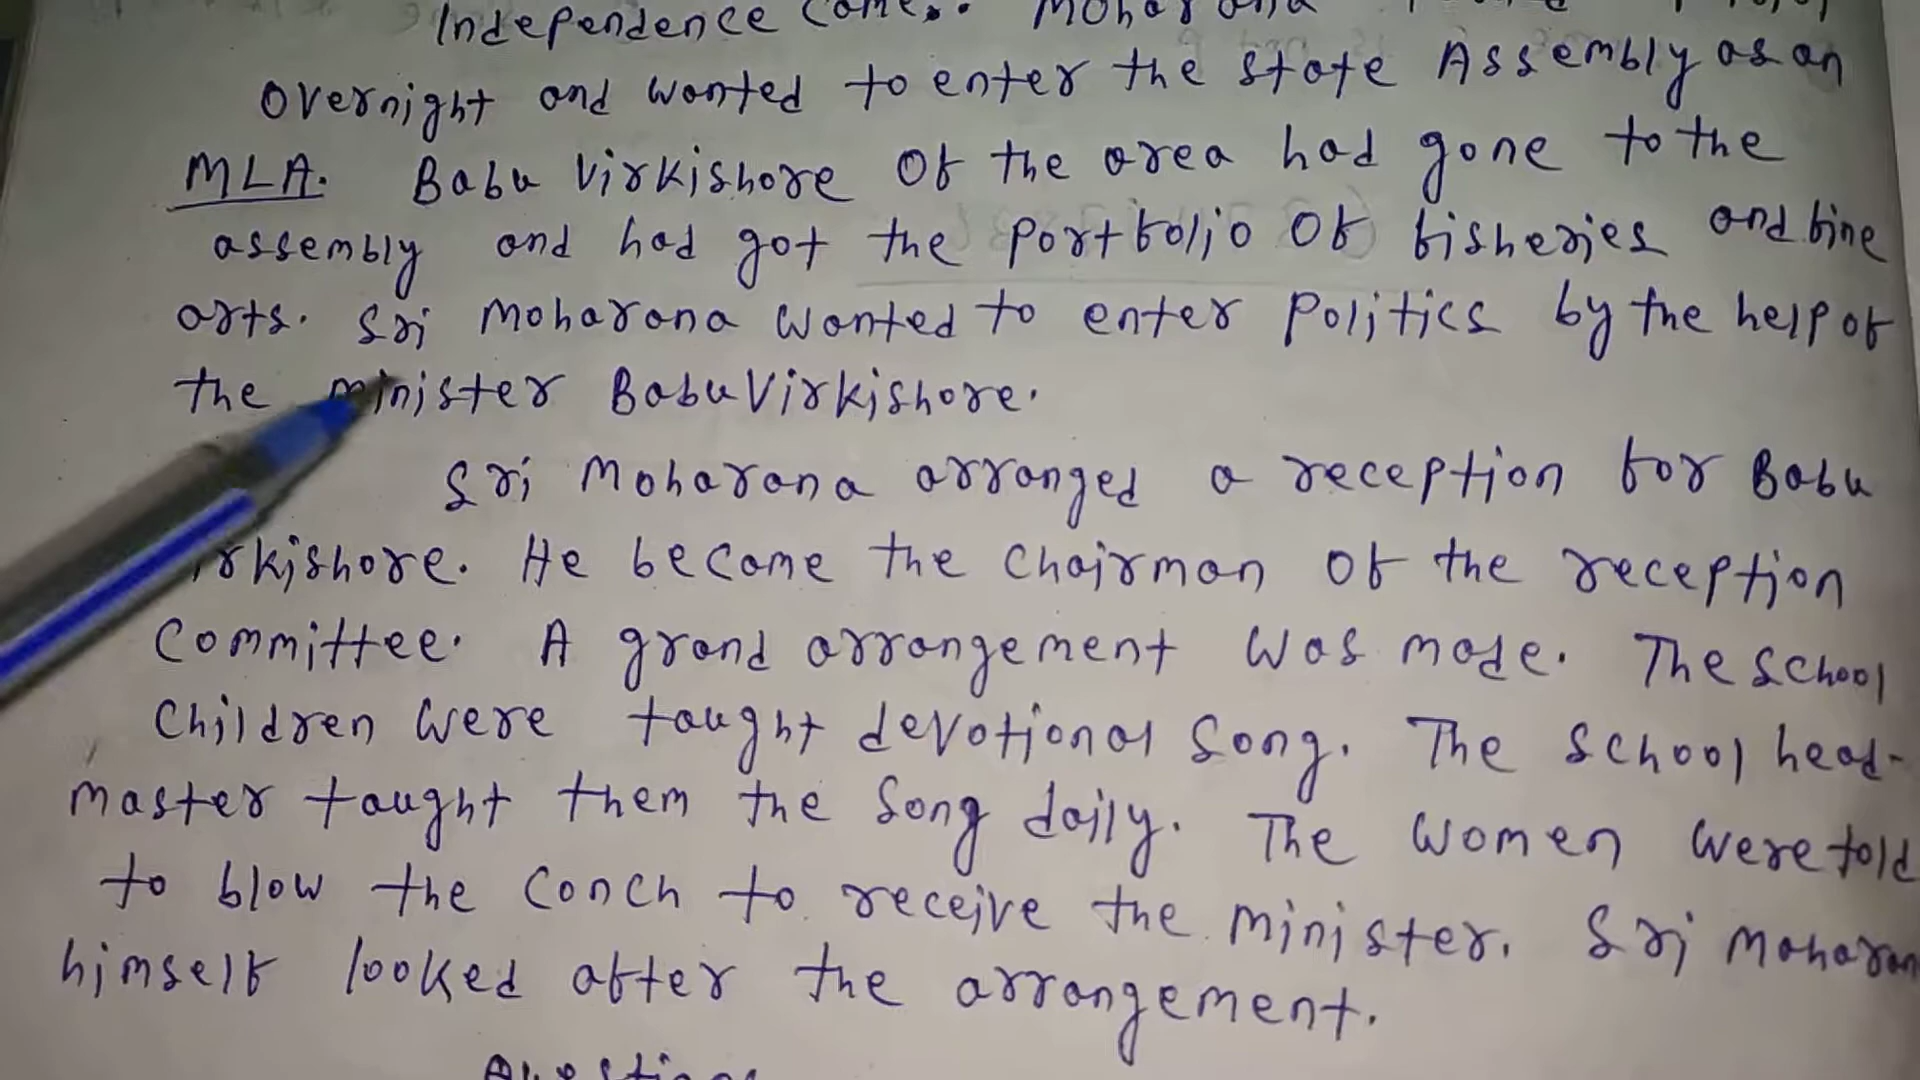 Independence Came.. Moharana
Overnight and wanted to enter the state Assembly as an
MLA. Babu Virkishore Of the area had gone to the
assembly and had got the portfolio Of fisheries and fine
arts. Sri Moharana wanted to enter politics by the help of
the minister Babu Virkishore.
Sri Moharana arranged a reception for Babu
rkishore. He became the Chairman Of the reception
Committee. A grand arrangement was made. The School
Children were taught devotional Song. The School head-
master taught them the Song daily. The women were told
to blow the Conch to receive the minister. Sri Moharan
himself looked after the arrangement.
Questions